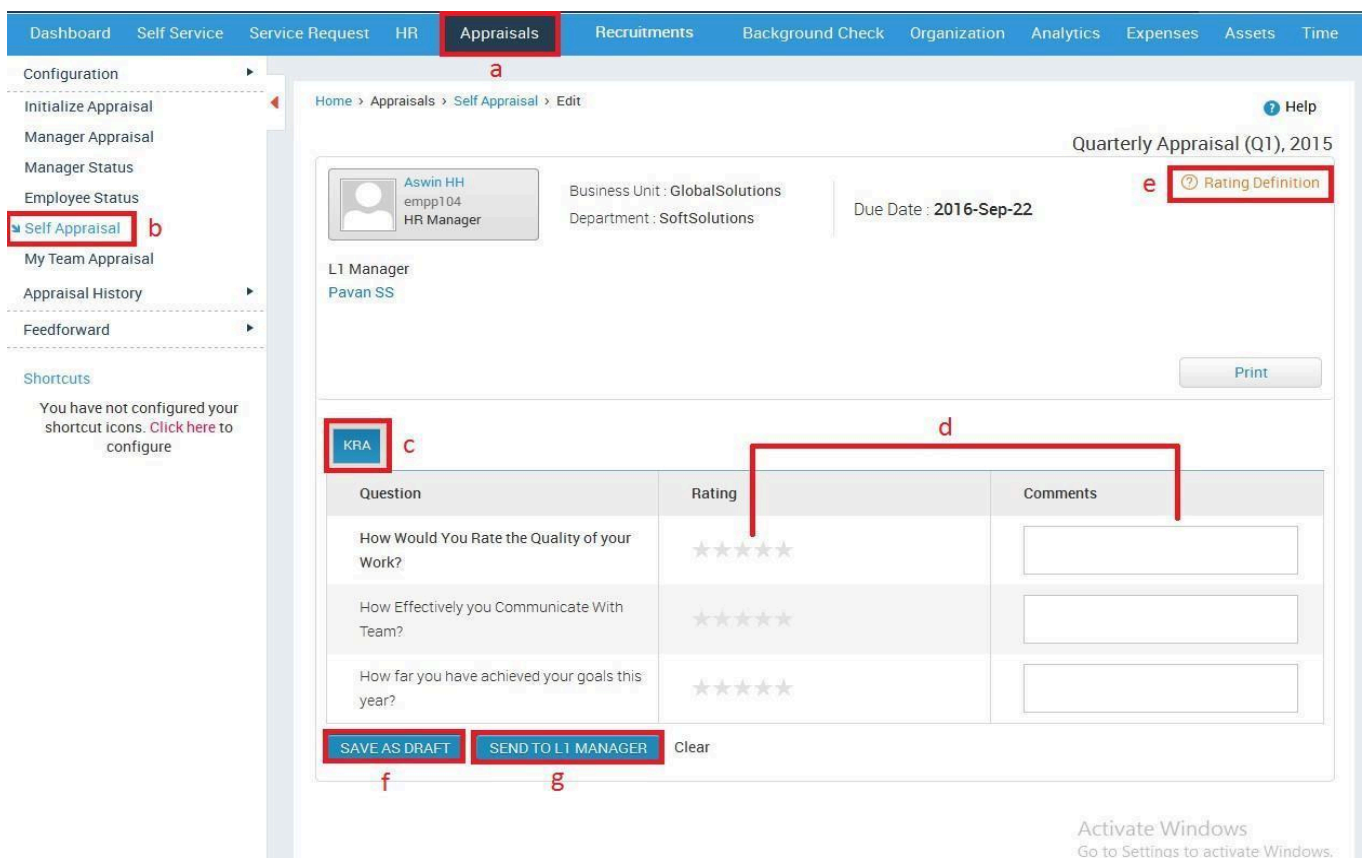 Dashboard Self Service Service Request HR Appraisals Recruitments Background Check Organization Analytics Expenses Assets Time
a
Configuration
Initialize Appraisal
Manager Appraisal
Manager Status
Employee Status
Self Appraisal b
My Team Appraisal
Appraisal History
Feedforward
Shortcuts
You have not configured your
shortcut icons. Click here to
configure
Home > Appraisals > Self Appraisal > Edit
? Help
Quarterly Appraisal (Q1), 2015
Aswin HH
empp104
HR Manager
Business Unit : GlobalSolutions
Department : SoftSolutions
Due Date : 2016-Sep-22
e ? Rating Definition
L1 Manager
Pavan SS
Print
KRA c
d
Question Rating Comments
How Would You Rate the Quality of your
Work?
How Effectively you Communicate With
Team?
How far you have achieved your goals this
year?
SAVE AS DRAFT SEND TO L1 MANAGER Clear
f g
Activate Windows
Go to Settings to activate Windows.